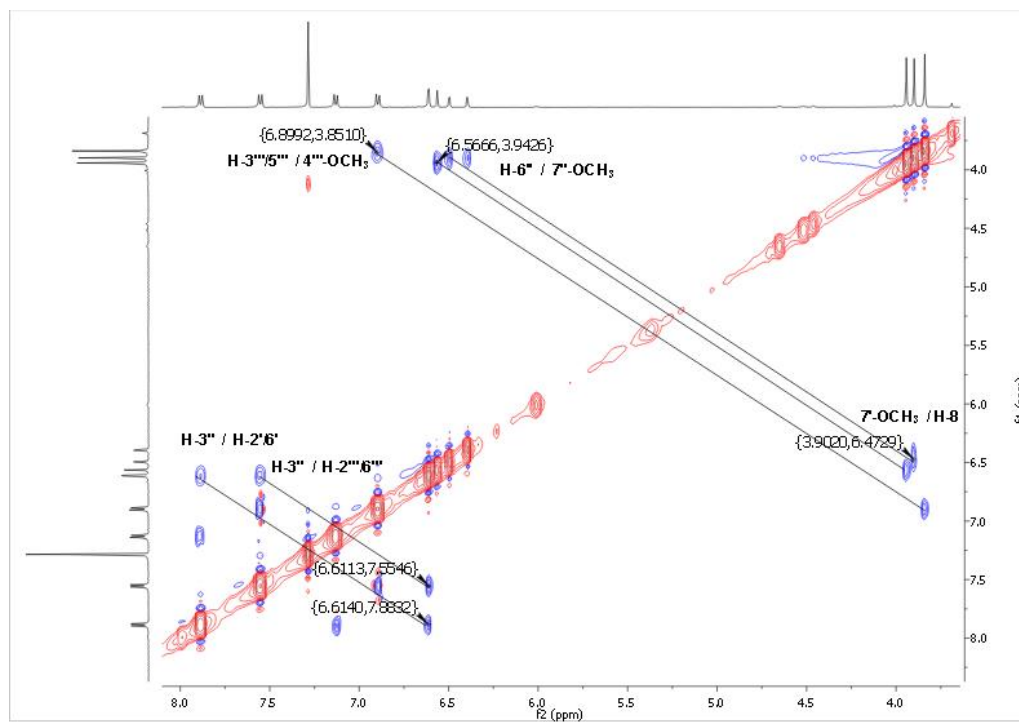 {6.8992,3.8510}
H-3'''/5''' / 4'''-OCH₃
{6.5666,3.9426}
H-6'' / 7''-OCH₃
7'-OCH₃ / H-8
{3.9020,6.4729}
H-3'' / H-2'.6'
H-3'' / H-2'''/6'''
{6.6113,7.5546}
{6.6140,7.8832}
4.0
4.5
5.0
5.5
6.0
6.5
7.0
7.5
8.0
8.0 7.5 7.0 6.5 6.0 5.5 5.0 4.5 4.0
f2 (ppm)